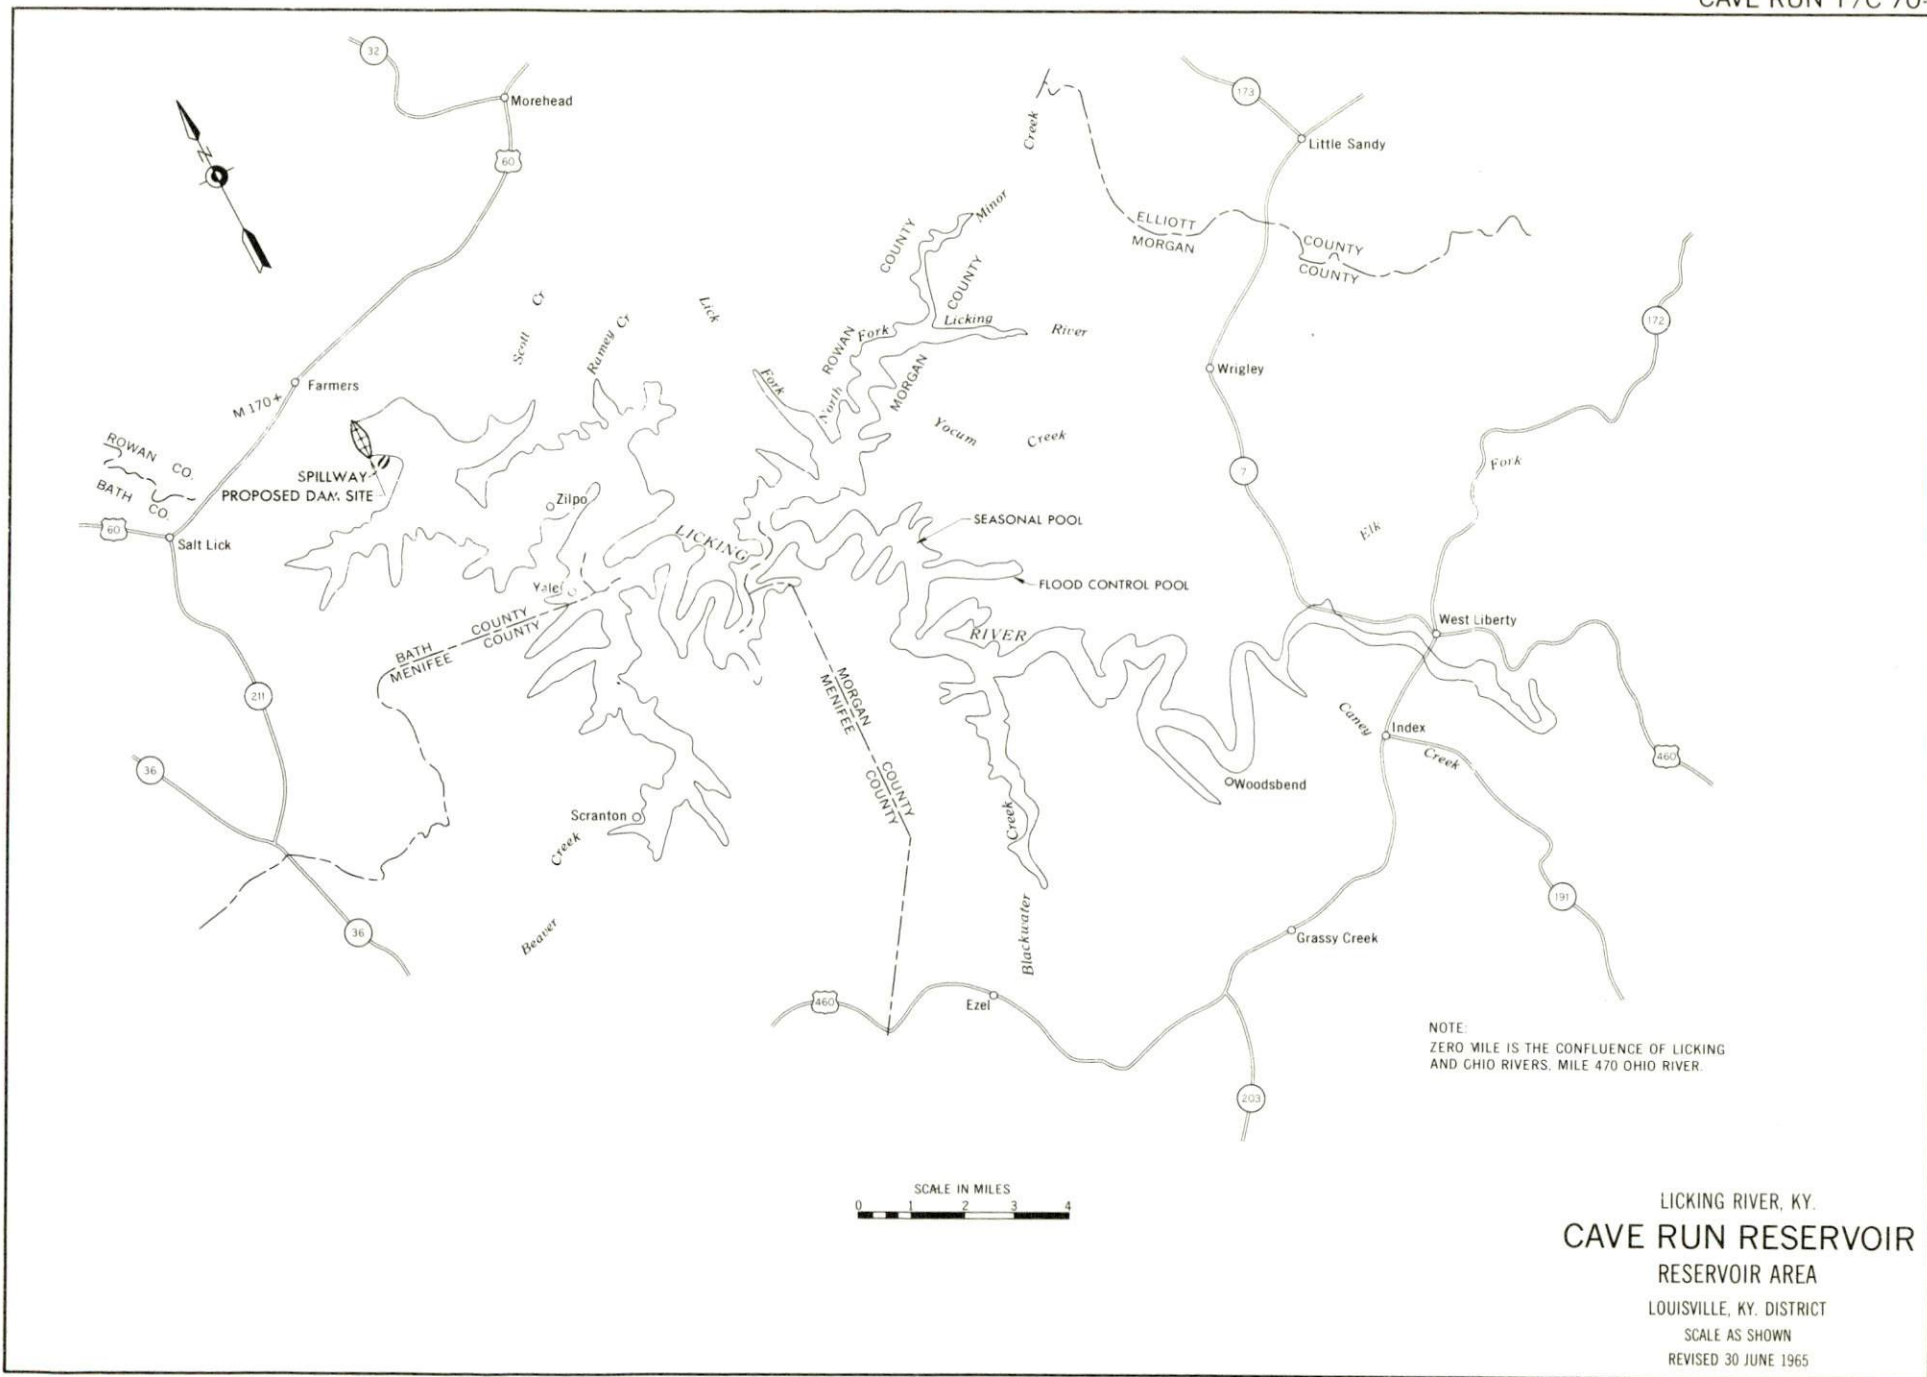 32
Morehead
60
173
Little Sandy
Creek
Minor
COUNTY
COUNTY
ELLIOTT
MORGAN
COUNTY
COUNTY
N
Scott Cr
Ramey Cr
Lick
Fork
ROWAN
North
Fork
Licking
River
MORGAN
172
Wrigley
Farmers
M 170+
Yocum Creek
ROWAN CO.
BATH CO.
SPILLWAY
PROPOSED DAM SITE
Zilpo
7
Fork
Elk
60
Salt Lick
LICKING
SEASONAL POOL
FLOOD CONTROL POOL
Yale
West Liberty
BATH COUNTY
MENIFEE COUNTY
RIVER
211
MORGAN
MENIFEE
COUNTY
COUNTY
Caney
Index
Creek
460
36
Woodsbend
Scranton
Creek
Beaver
Creek
Blackwater
191
36
Grassy Creek
460
Ezel
203
NOTE:
ZERO MILE IS THE CONFLUENCE OF LICKING
AND OHIO RIVERS, MILE 470 OHIO RIVER.
SCALE IN MILES
0 1 2 3 4
LICKING RIVER, KY.
CAVE RUN RESERVOIR
RESERVOIR AREA
LOUISVILLE, KY. DISTRICT
SCALE AS SHOWN
REVISED 30 JUNE 1965